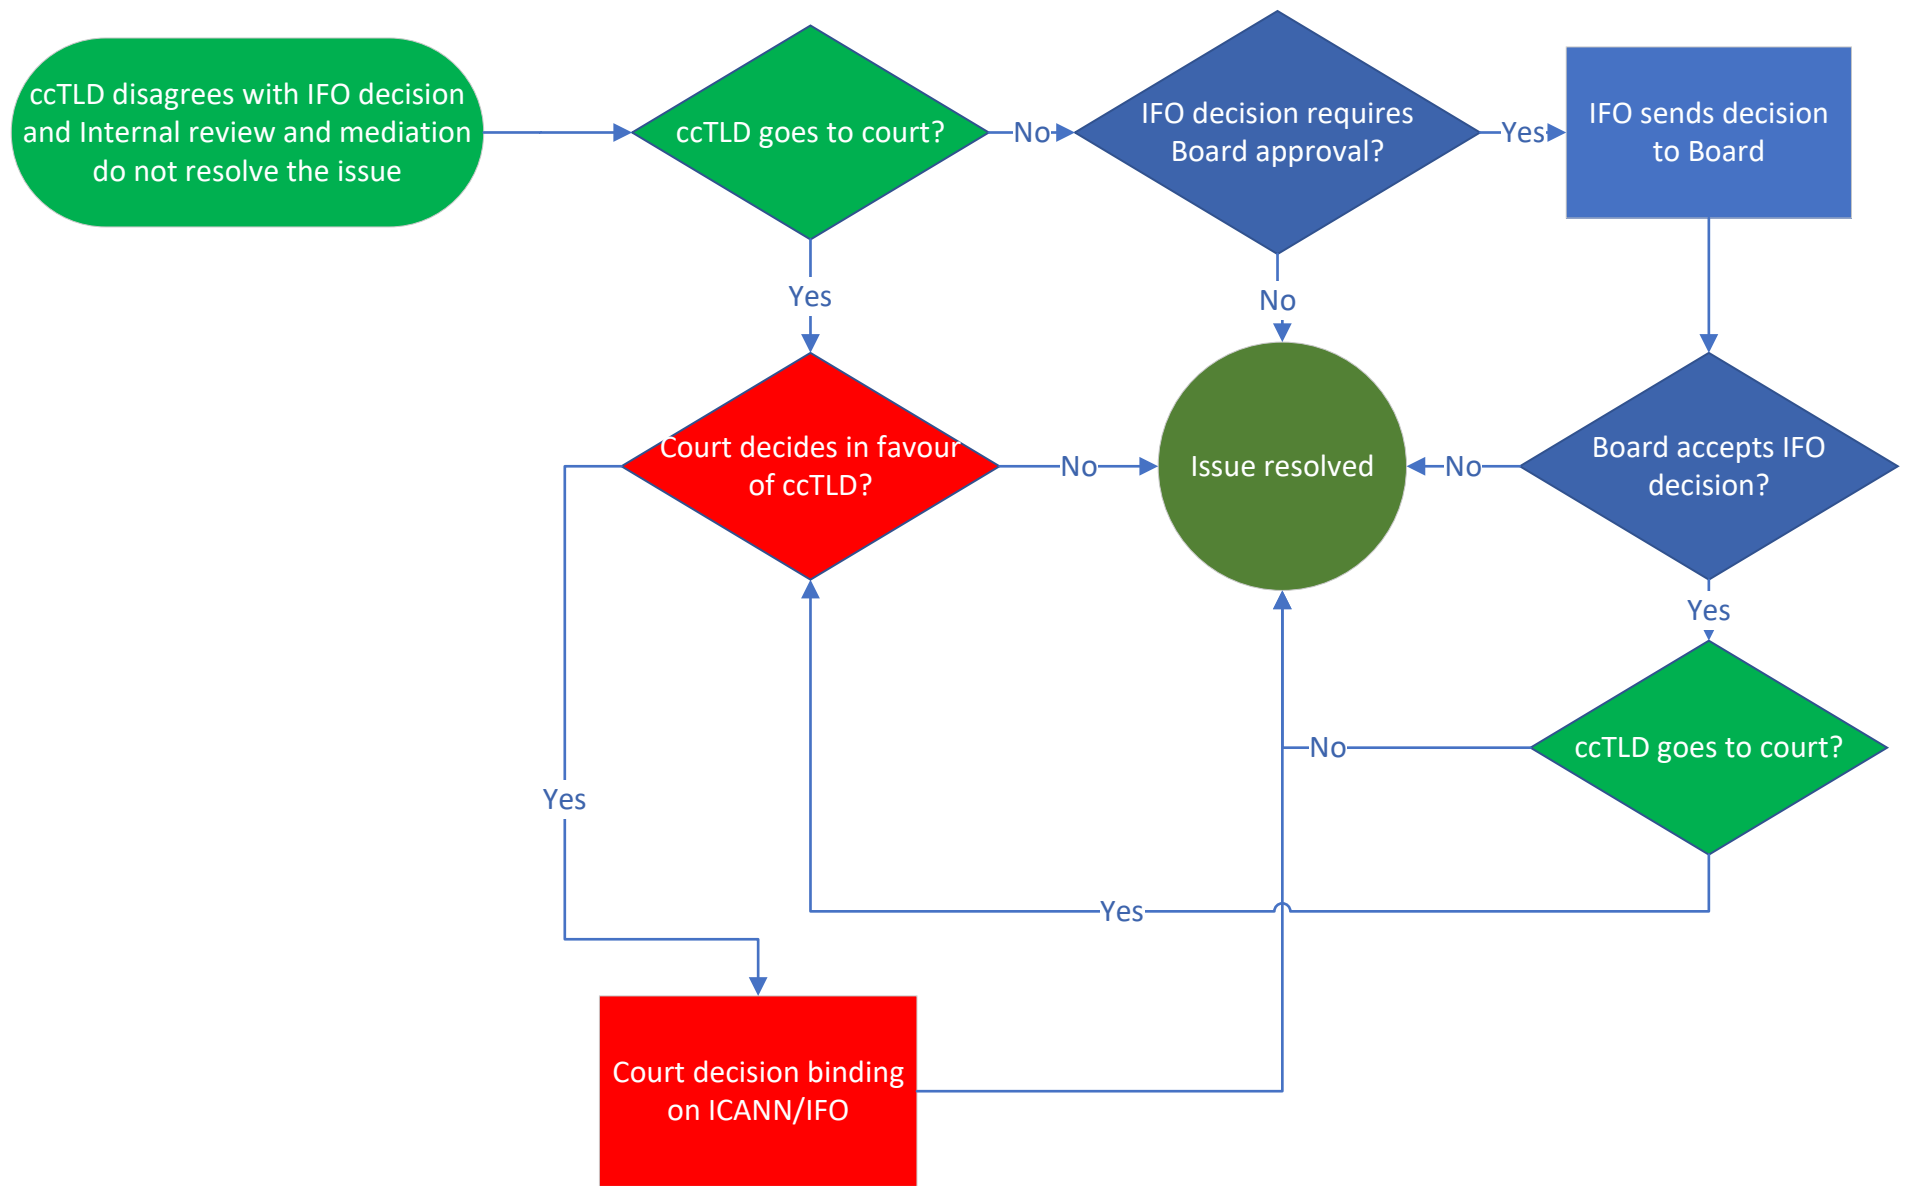 ccTLD disagrees with IFO decision
and Internal review and mediation
do not resolve the issue
ccTLD goes to court?
No
IFO decision requires
Board approval?
Yes
IFO sends decision
to Board
Yes
No
Court decides in favour
of ccTLD?
No
Issue resolved
No
Board accepts IFO
decision?
Yes
ccTLD goes to court?
No
Yes
Yes
Court decision binding
on ICANN/IFO